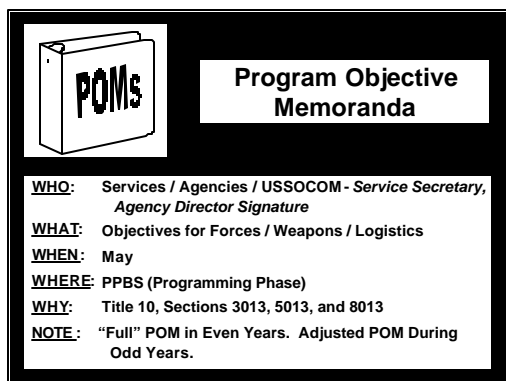 POMs
Program Objective
Memoranda
WHO: Services / Agencies / USSOCOM - Service Secretary,
Agency Director Signature
WHAT: Objectives for Forces / Weapons / Logistics
WHEN: May
WHERE: PPBS (Programming Phase)
WHY: Title 10, Sections 3013, 5013, and 8013
NOTE : “Full” POM in Even Years. Adjusted POM During
Odd Years.